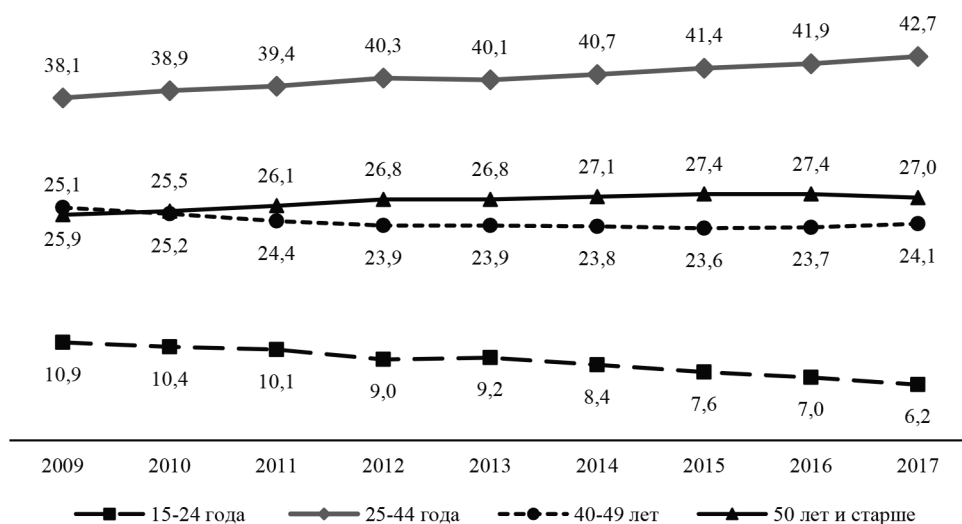 38,1 38,9 39,4 40,3 40,1 40,7 41,4 41,9 42,7
25,1 25,5 26,1 26,8 26,8 27,1 27,4 27,4 27,0
25,9 25,2 24,4 23,9 23,9 23,8 23,6 23,7 24,1
10,9 10,4 10,1 9,0 9,2 8,4 7,6 7,0 6,2
2009 2010 2011 2012 2013 2014 2015 2016 2017
15-24 года 25-44 года 40-49 лет 50 лет и старше